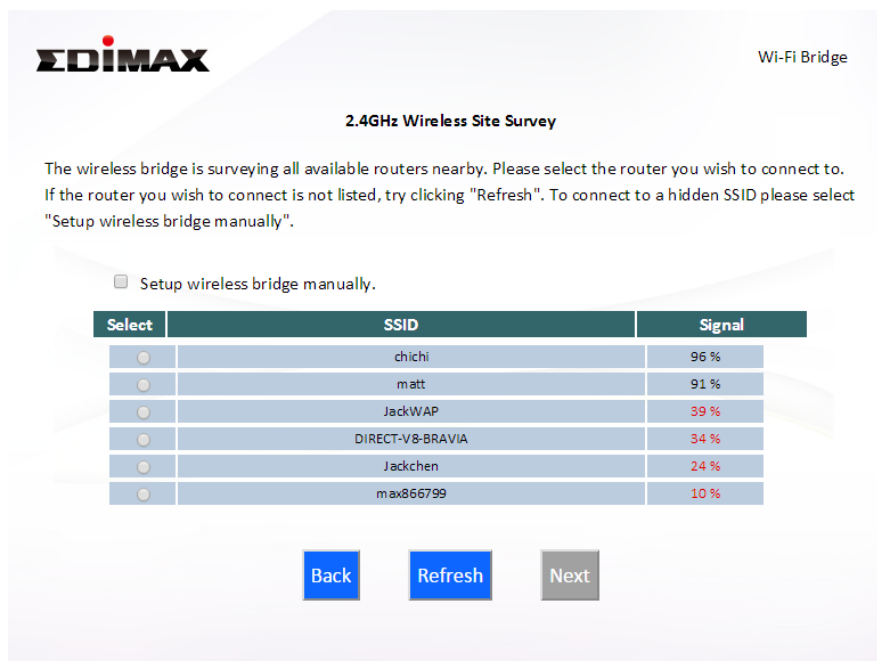 EDIMAX
Wi-Fi Bridge
2.4GHz Wireless Site Survey
The wireless bridge is surveying all available routers nearby. Please select the router you wish to connect to.
If the router you wish to connect is not listed, try clicking "Refresh". To connect to a hidden SSID please select
"Setup wireless bridge manually".
Setup wireless bridge manually.
Select SSID Signal
chichi 96 %
matt 91 %
JackWAP 39 %
DIRECT-V8-BRAVIA 34 %
Jackchen 24 %
max866799 10 %
Back Refresh Next